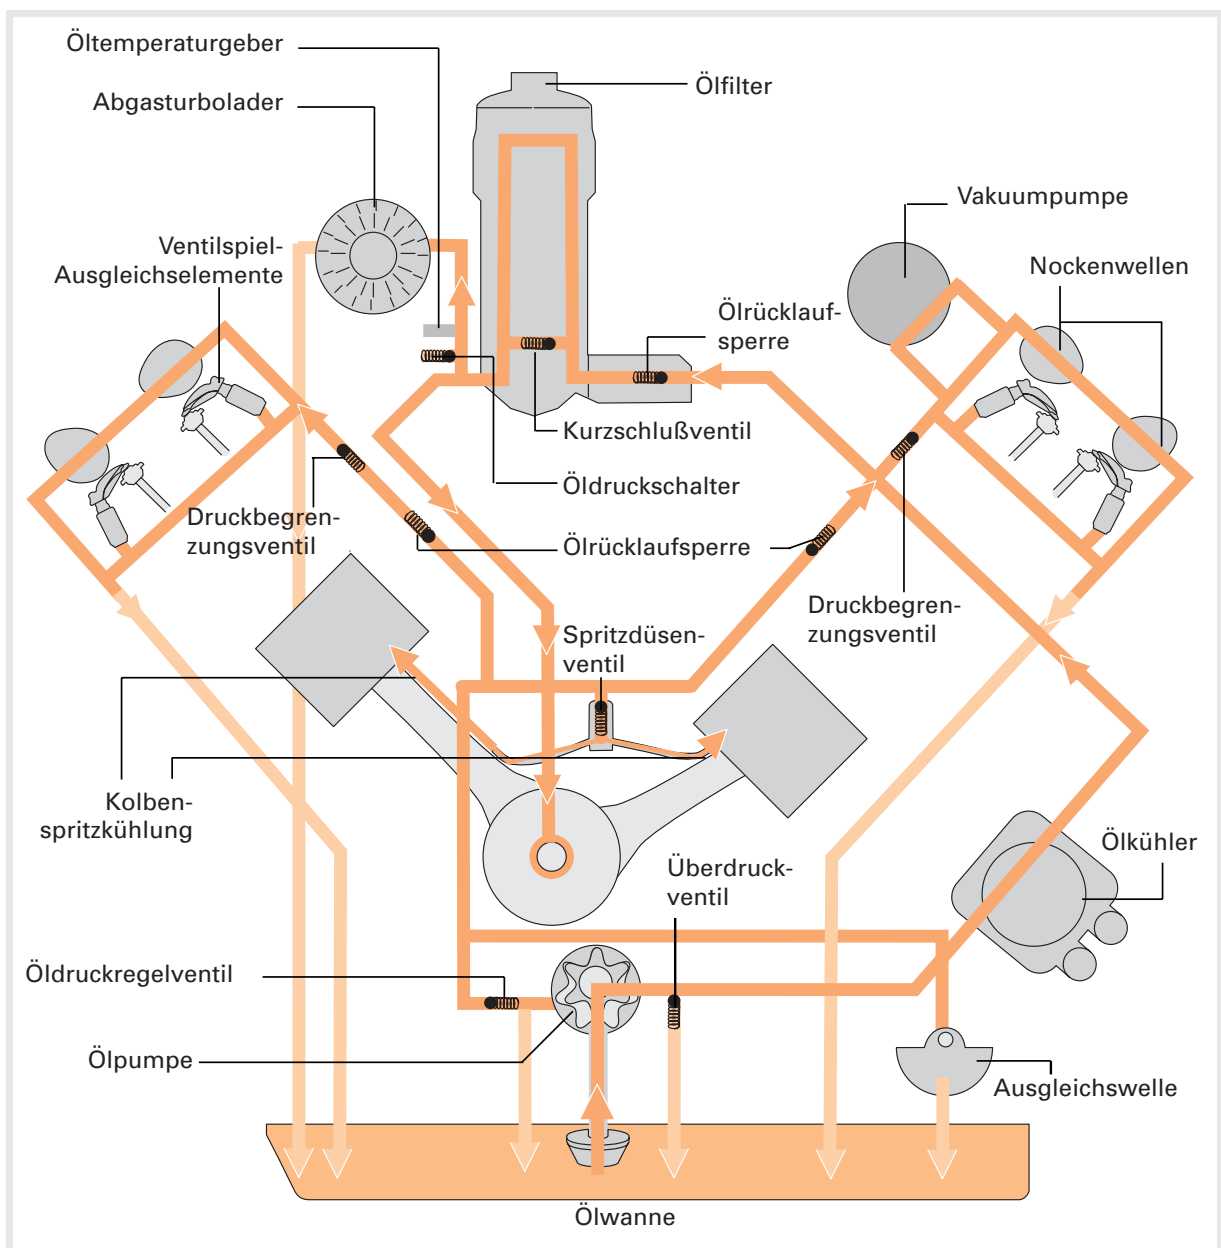 Öltemperaturgeber
Abgasturbolader
Ölfilter
Vakuumpumpe
Ventilspiel-
Ausgleichselemente
Nockenwellen
Ölrücklauf-
sperre
Kurzschlußventil
Öldruckschalter
Druckbegren-
zungsventil
Ölrücklaufsperre
Druckbegren-
zungsventil
Spritzdüsen-
ventil
Kolben-
spritzkühlung
Ölkühler
Überdruck-
ventil
Öldruckregelventil
Ölpumpe
Ausgleichswelle
Ölwanne